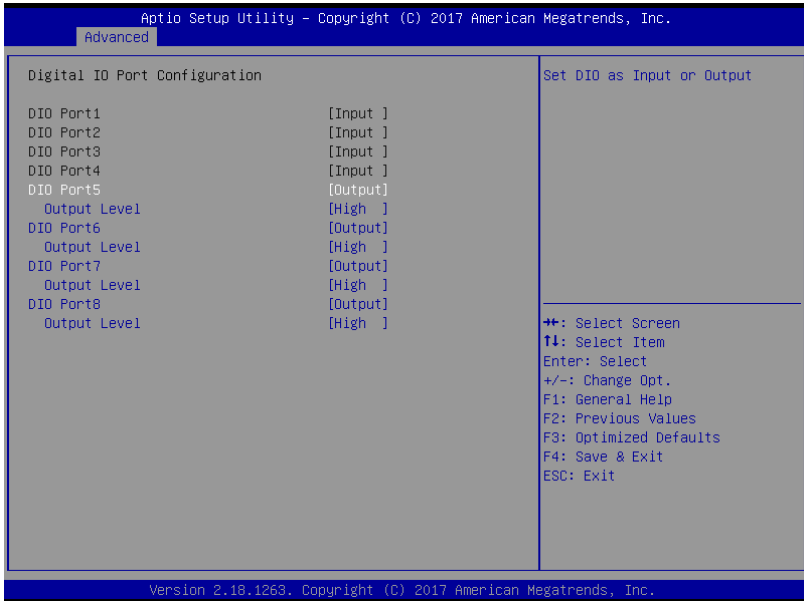 Aptio Setup Utility – Copyright (C) 2017 American Megatrends, Inc.
Advanced
Digital IO Port Configuration
DIO Port1 [Input ]
DIO Port2 [Input ]
DIO Port3 [Input ]
DIO Port4 [Input ]
DIO Port5 [Output]
Output Level [High ]
DIO Port6 [Output]
Output Level [High ]
DIO Port7 [Output]
Output Level [High ]
DIO Port8 [Output]
Output Level [High ]
Set DIO as Input or Output
→←: Select Screen
↑↓: Select Item
Enter: Select
+/-: Change Opt.
F1: General Help
F2: Previous Values
F3: Optimized Defaults
F4: Save & Exit
ESC: Exit
Version 2.18.1263. Copyright (C) 2017 American Megatrends, Inc.